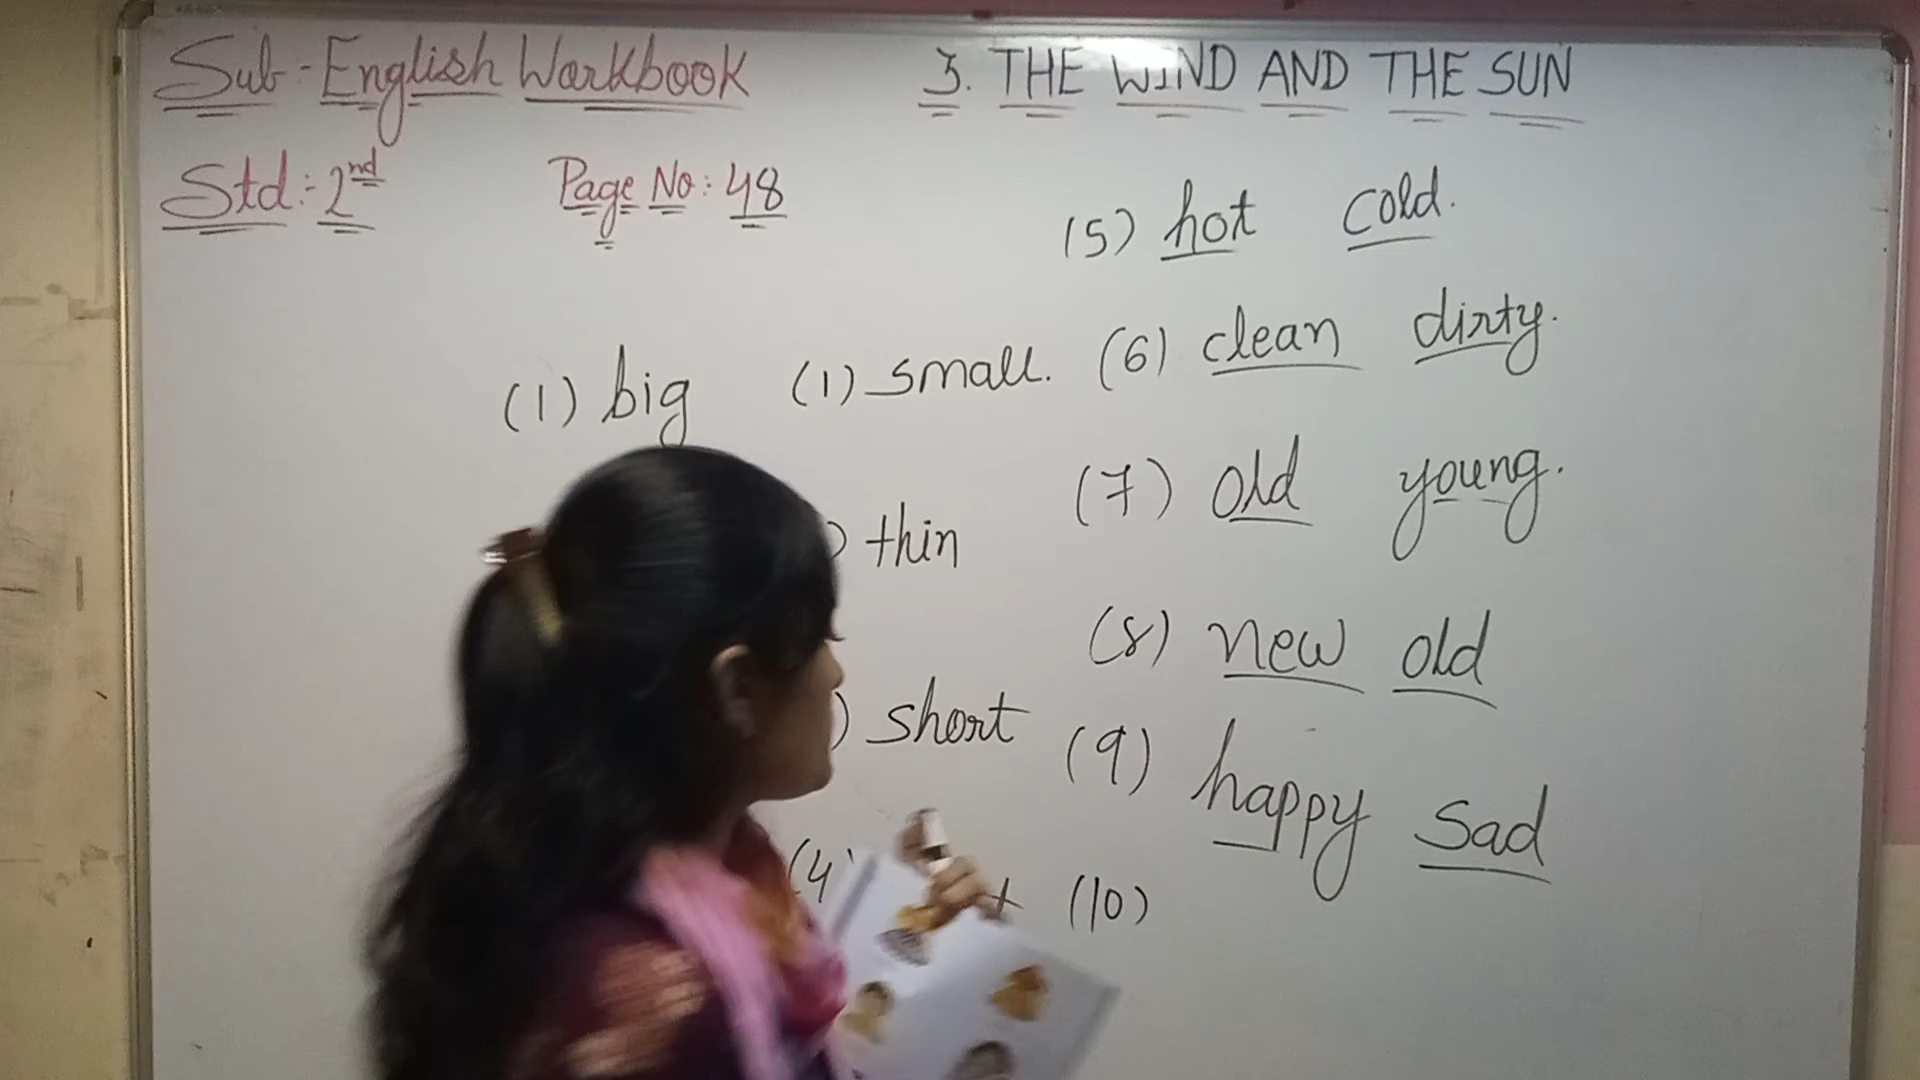 Sub-English Workbook
3. THE WIND AND THE SUN
Std:- 2nd
Page No: 48
(1) big (1) small.
) thin
) short
(4)
(5) hot cold.
(6) clean dirty.
(7) old young.
(8) new old
(9) happy sad
(10)